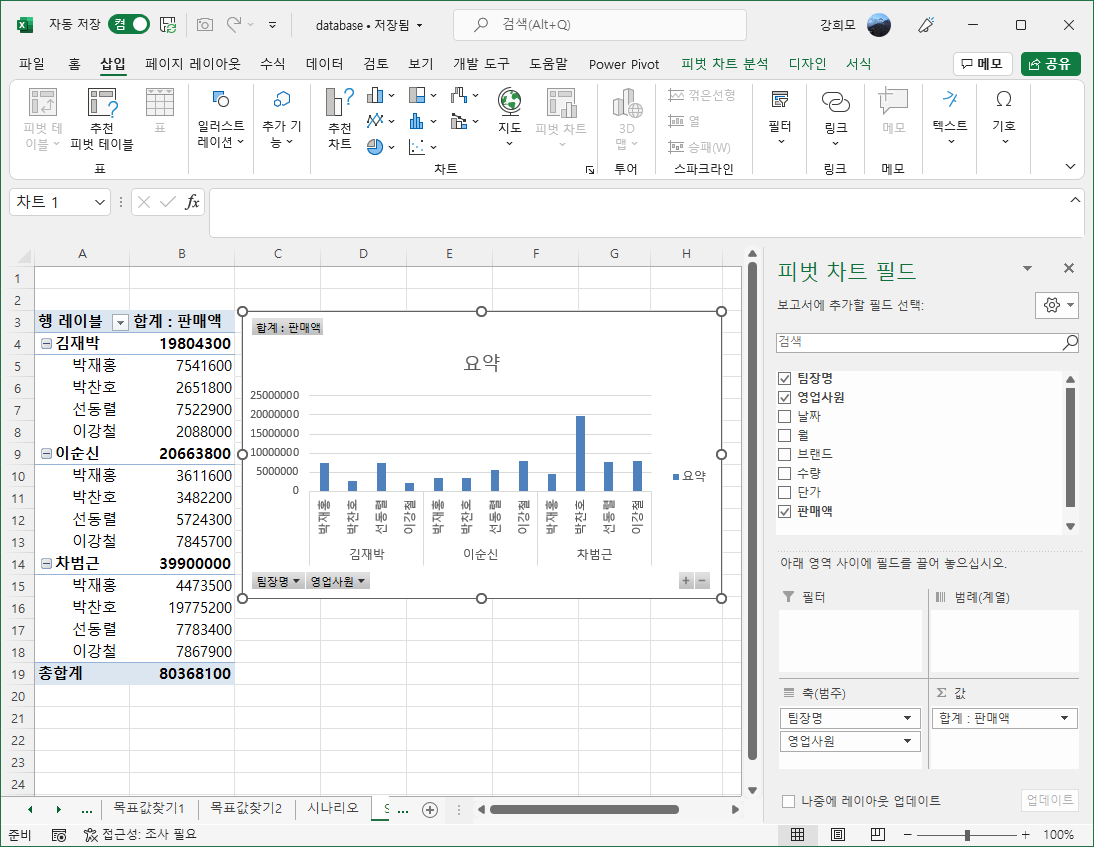 자동 저장 켬 database • 저장됨 검색(Alt+Q) 강희모
파일 홈 삽입 페이지 레이아웃 수식 데이터 검토 보기 개발 도구 도움말 Power Pivot 피벗 차트 분석 디자인 서식 메모 공유
피벗 테이블
추천 피벗 테이블
표
일러스트레이션
추가 기능
추천 차트
지도
피벗 차트
3D 맵
꺾은선형
열
승패(W)
필터
링크
메모
텍스트
기호
표 차트 투어 스파크라인 링크 메모
차트 1 fx
A B C D E F G H
1
2
3 행 레이블 합계 : 판매액
4 김재박 19804300
5 박재홍 7541600
6 박찬호 2651800
7 선동렬 7522900
8 이강철 2088000
9 이순신 20663800
10 박재홍 3611600
11 박찬호 3482200
12 선동렬 5724300
13 이강철 7845700
14 차범근 39900000
15 박재홍 4473500
16 박찬호 19775200
17 선동렬 7783400
18 이강철 7867900
19 총합계 80368100
20
21
22
23
24
합계 : 판매액
요약
25000000
20000000
15000000
10000000
5000000
0
박재홍 박찬호 선동렬 이강철 박재홍 박찬호 선동렬 이강철 박재홍 박찬호 선동렬 이강철
김재박 이순신 차범근
요약
팀장명 영업사원 + −
피벗 차트 필드
보고서에 추가할 필드 선택:
검색
팀장명
영업사원
날짜
월
브랜드
수량
단가
판매액
아래 영역 사이에 필드를 끌어 놓으십시오.
필터 범례(계열)
축(범주) Σ 값
팀장명 합계 : 판매액
영업사원
나중에 레이아웃 업데이트 업데이트
... 목표값찾기1 목표값찾기2 시나리오 S ...
준비 접근성: 조사 필요 100%